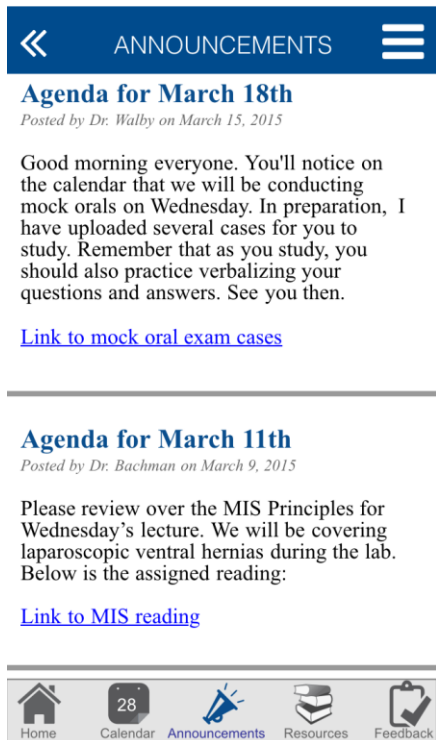 ANNOUNCEMENTS
Agenda for March 18th
Posted by Dr. Walby on March 15, 2015
Good morning everyone. You'll notice on
the calendar that we will be conducting
mock orals on Wednesday. In preparation,  I
have uploaded several cases for you to
study. Remember that as you study, you
should also practice verbalizing your
questions and answers. See you then.
Link to mock oral exam cases
Agenda for March 11th
Posted by Dr. Bachman on March 9, 2015
Please review over the MIS Principles for
Wednesday’s lecture. We will be covering
laparoscopic ventral hernias during the lab.
Below is the assigned reading:
Link to MIS reading
28
Home Calendar Announcements Resources Feedback